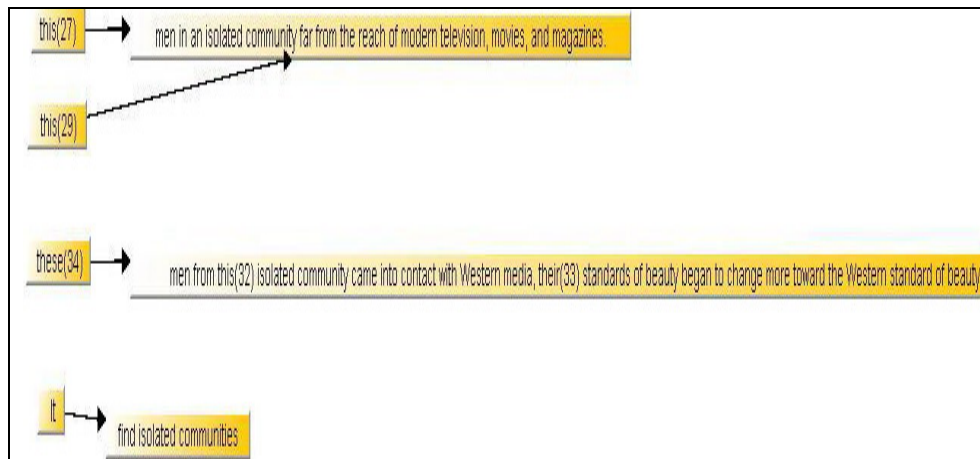 this(27)
men in an isolated community far from the reach of modern television, movies, and magazines.
this(29)
these(34)
men from this(32) isolated community came into contact with Western media, their(33) standards of beauty began to change more toward the Western standard of beauty
It
find isolated communities